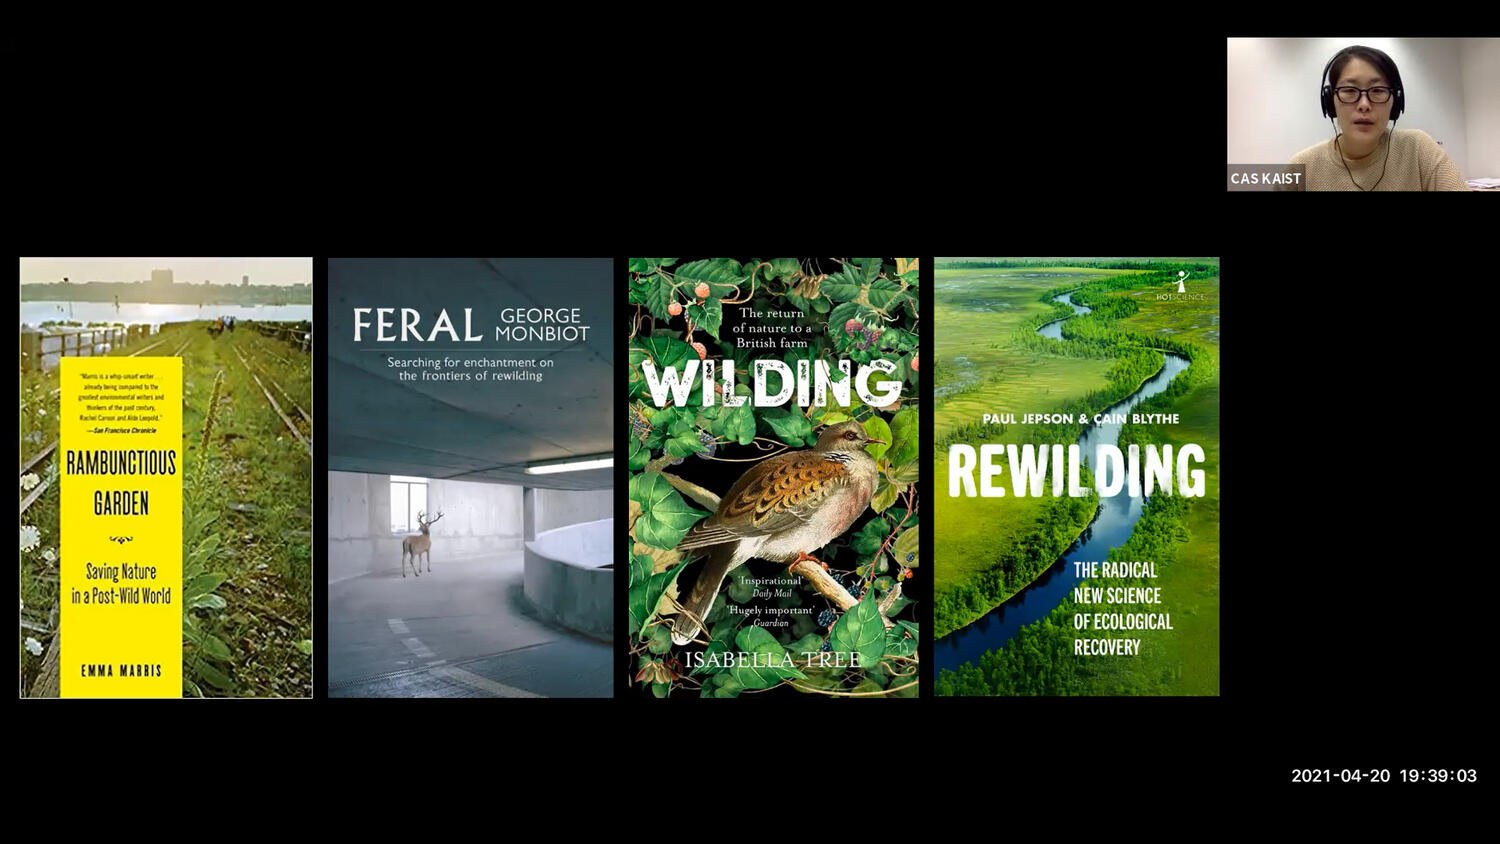 CAS KAIST
"Marris is a whip-smart writer . . .
already being compared to the
greatest environmental writers and
thinkers of the past century,
Rachel Carson and Aldo Leopold."
—San Francisco Chronicle
RAMBUNCTIOUS
GARDEN
Saving Nature
in a Post-Wild World
EMMA MARRIS
FERAL
GEORGE
MONBIOT
Searching for enchantment on
the frontiers of rewilding
The return
of nature to a
British farm
WILDING
'Inspirational'
Daily Mail
'Hugely important'
Guardian
ISABELLA TREE
HOTSCIENCE
PAUL JEPSON & CAIN BLYTHE
REWILDING
THE RADICAL
NEW SCIENCE
OF ECOLOGICAL
RECOVERY
2021-04-20 19:39:03